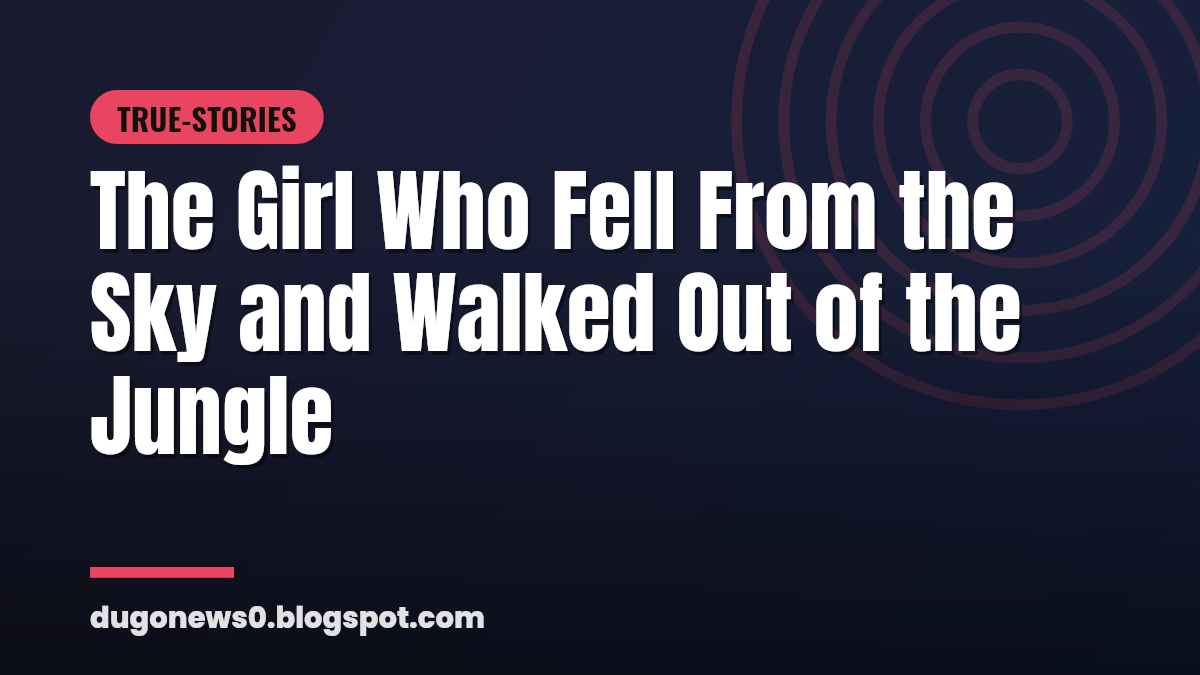 TRUE-STORIES
The Girl Who Fell From the
Sky and Walked Out of the
Jungle
dugonews0.blogspot.com